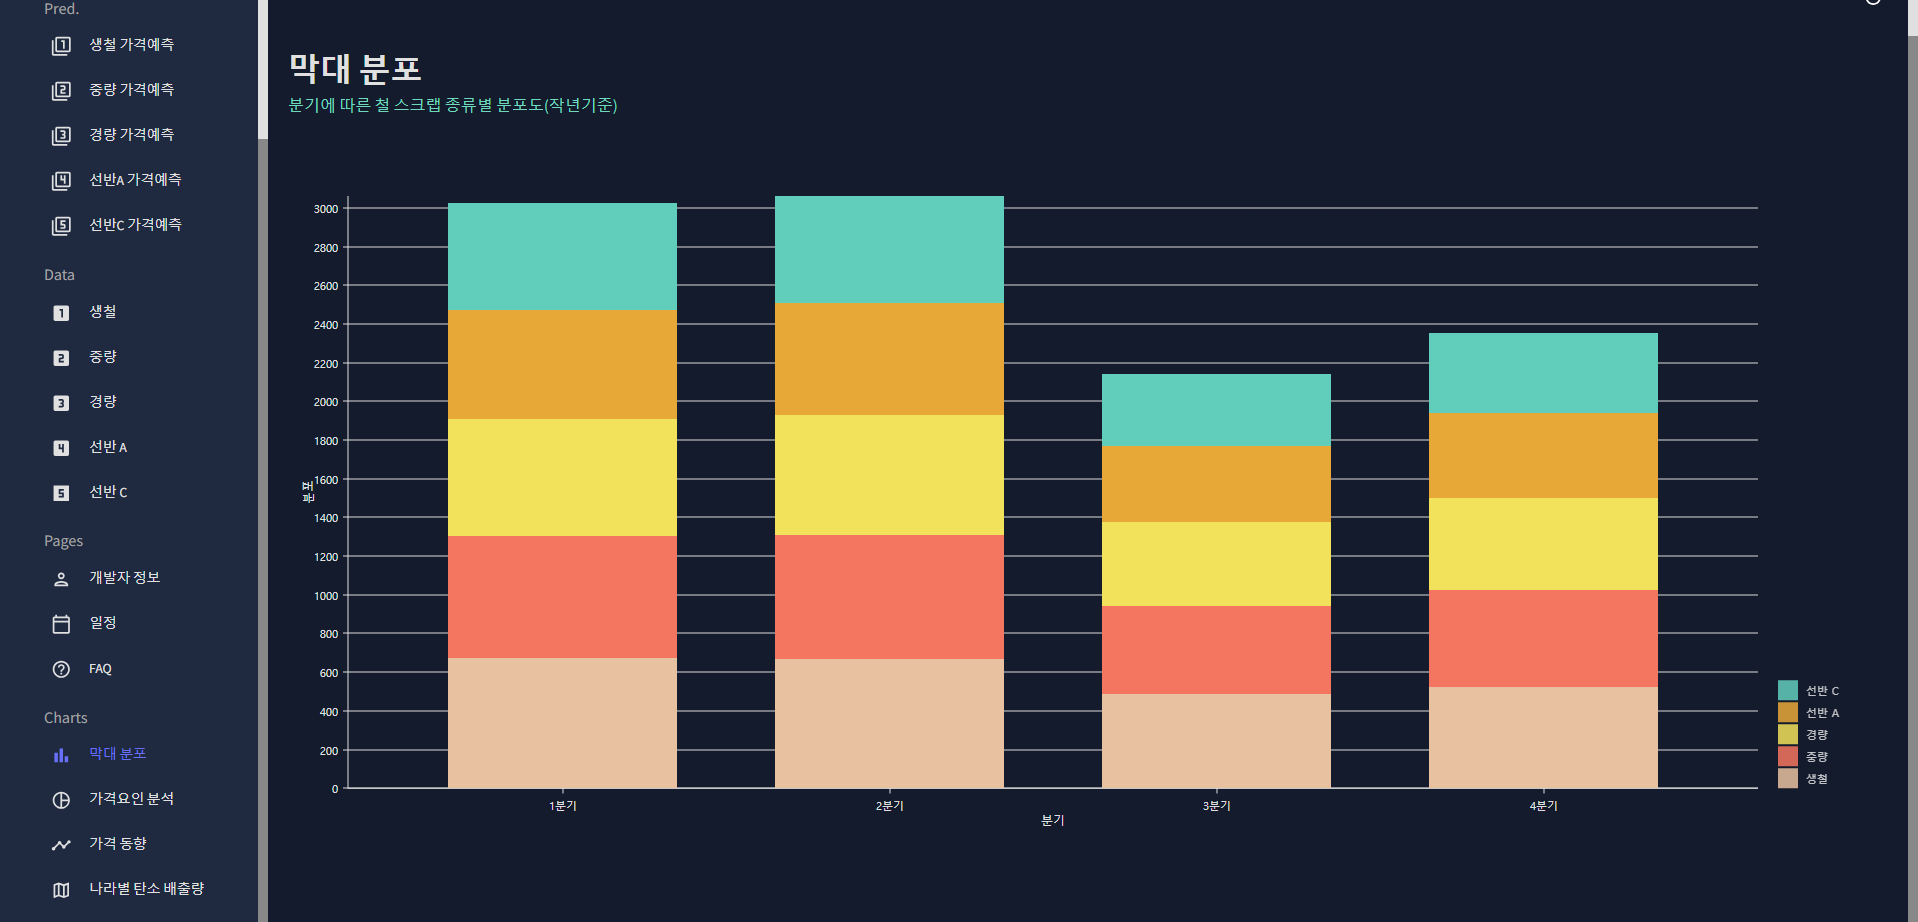 Pred.
생철 가격예측
중량 가격예측
경량 가격예측
선반A 가격예측
선반C 가격예측
Data
생철
중량
경량
선반 A
선반 C
Pages
개발자 정보
일정
FAQ
Charts
막대 분포
가격요인 분석
가격 동향
나라별 탄소 배출량
막대 분포
분기에 따른 철 스크랩 종류별 분포도(작년기준)
3000
2800
2600
2400
2200
2000
1800
1600
1400
1200
1000
800
600
400
200
0
분포
1분기
2분기
3분기
4분기
분기
선반 C
선반 A
경량
중량
생철